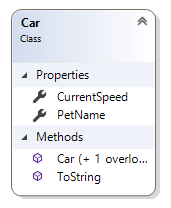 Car
Class
Properties
CurrentSpeed
PetName
Methods
Car (+ 1 overlo...
ToString